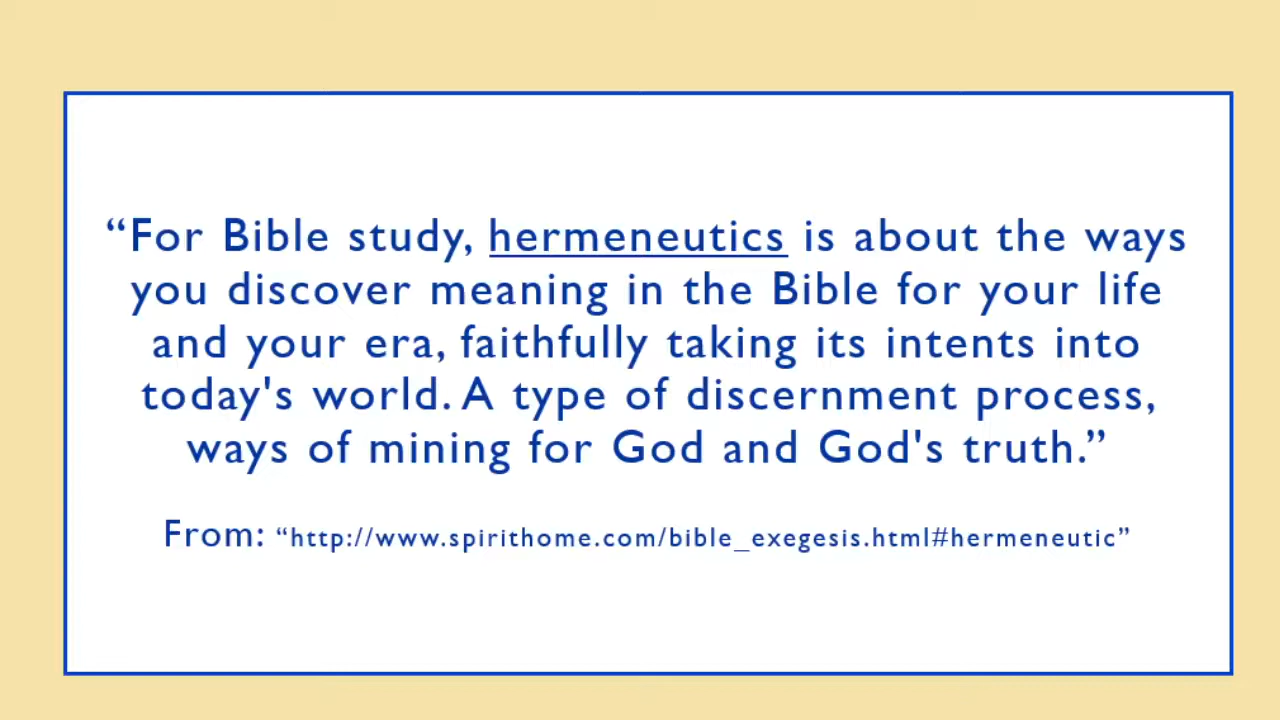 “For Bible study, hermeneutics is about the ways
you discover meaning in the Bible for your life
and your era, faithfully taking its intents into
today's world. A type of discernment process,
ways of mining for God and God's truth.”
From: “http://www.spirithome.com/bible_exegesis.html#hermeneutic”